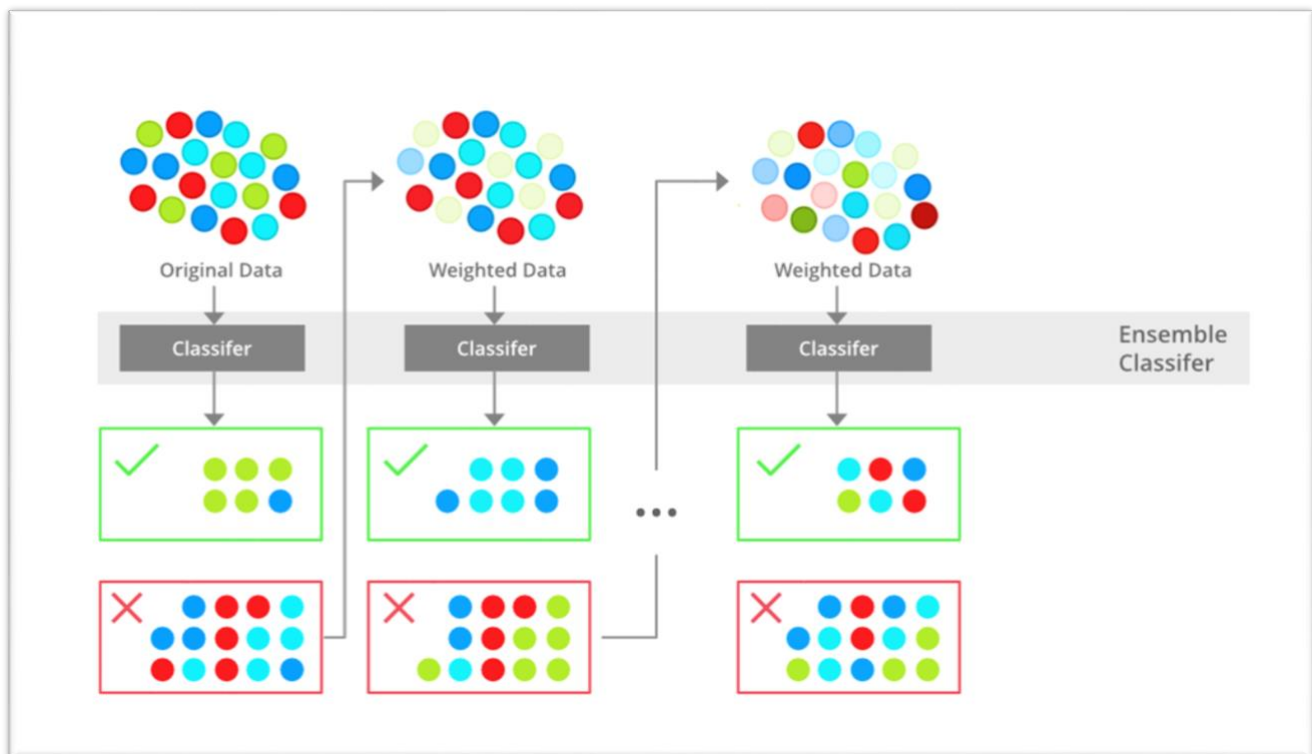 Original Data
Weighted Data
Weighted Data
Classifer
Classifer
Classifer
Ensemble
Classifer